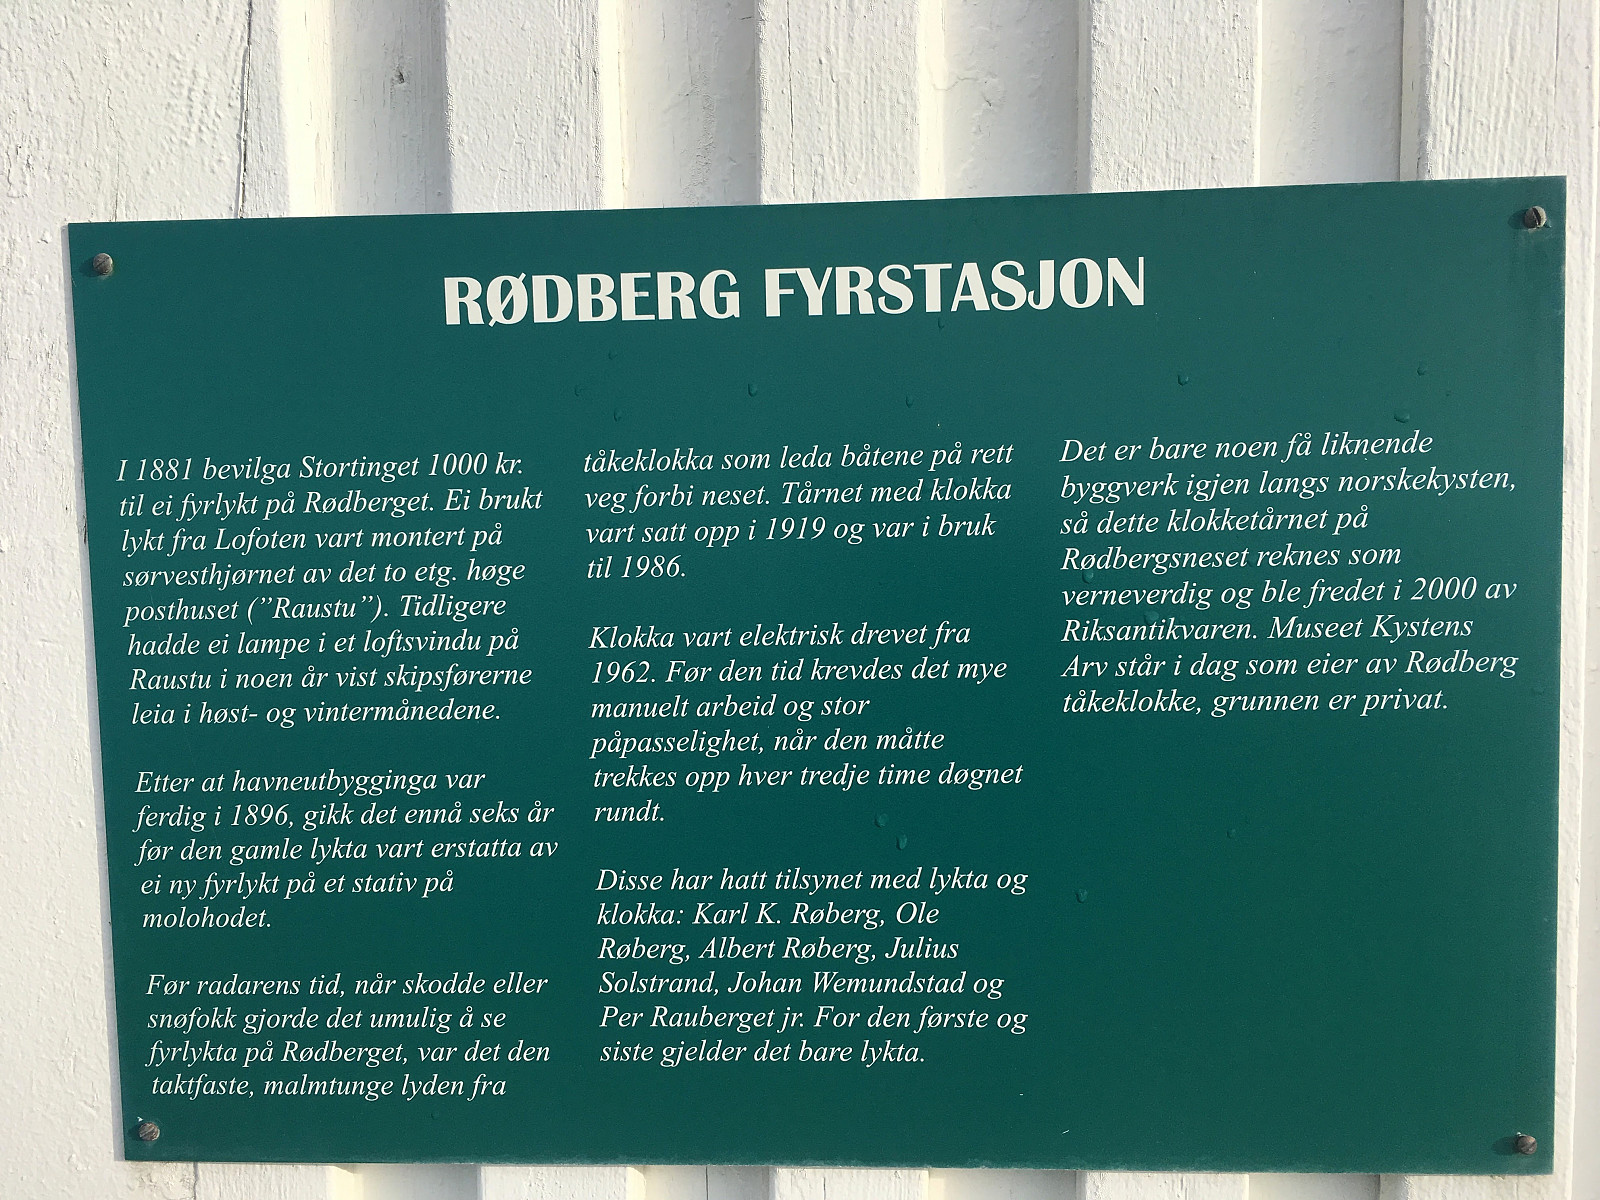 RØDBERG FYRSTASJON
I 1881 bevilga Stortinget 1000 kr.
til ei fyrlykt på Rødberget. Ei brukt
lykt fra Lofoten vart montert på
sørvesthjørnet av det to etg. høge
posthuset (”Raustu”). Tidligere
hadde ei lampe i et loftsvindu på
Raustu i noen år vist skipsførerne
leia i høst- og vintermånedene.
Etter at havneutbygginga var
ferdig i 1896, gikk det ennå seks år
før den gamle lykta vart erstatta av
ei ny fyrlykt på et stativ på
molohodet.
Før radarens tid, når skodde eller
snøfokk gjorde det umulig å se
fyrlykta på Rødberget, var det den
taktfaste, malmtunge lyden fra
tåkeklokka som leda båtene på rett
veg forbi neset. Tårnet med klokka
vart satt opp i 1919 og var i bruk
til 1986.
Klokka vart elektrisk drevet fra
1962. Før den tid krevdes det mye
manuelt arbeid og stor
påpasselighet, når den måtte
trekkes opp hver tredje time døgnet
rundt.
Disse har hatt tilsynet med lykta og
klokka: Karl K. Røberg, Ole
Røberg, Albert Røberg, Julius
Solstrand, Johan Wemundstad og
Per Rauberget jr. For den første og
siste gjelder det bare lykta.
Det er bare noen få liknende
byggverk igjen langs norskekysten,
så dette klokketårnet på
Rødbergsneset reknes som
verneverdig og ble fredet i 2000 av
Riksantikvaren. Museet Kystens
Arv står i dag som eier av Rødberg
tåkeklokke, grunnen er privat.